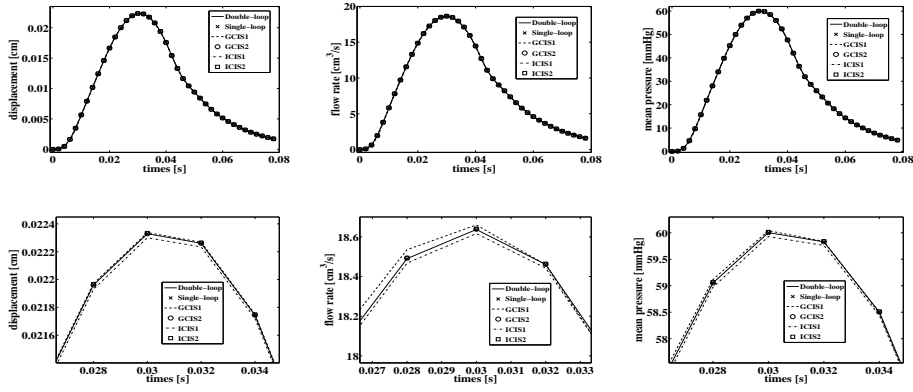 displacement [cm]
0.02
0.015
0.01
0.005
0
0
0.02
0.04
0.06
0.08
times [s]
Double-loop
Single-loop
GCIS1
GCIS2
ICIS1
ICIS2
flow rate [cm³/s]
20
15
10
5
0
0
0.02
0.04
0.06
0.08
times [s]
Double-loop
Single-loop
GCIS1
GCIS2
ICIS1
ICIS2
mean pressure [mmHg]
60
50
40
30
20
10
0
0
0.02
0.04
0.06
0.08
times [s]
Double-loop
Single-loop
GCIS1
GCIS2
ICIS1
ICIS2
displacement [cm]
0.0224
0.0222
0.022
0.0218
0.0216
0.028
0.03
0.032
0.034
times [s]
Double-loop
Single-loop
GCIS1
GCIS2
ICIS1
ICIS2
flow rate [cm³/s]
18.6
18.4
18.2
18
0.027
0.028
0.029
0.03
0.031
0.032
0.033
times [s]
Double-loop
Single-loop
GCIS1
GCIS2
ICIS1
ICIS2
mean pressure [mmHg]
60
59.5
59
58.5
58
0.028
0.03
0.032
0.034
times [s]
Double-loop
Single-loop
GCIS1
GCIS2
ICIS1
ICIS2